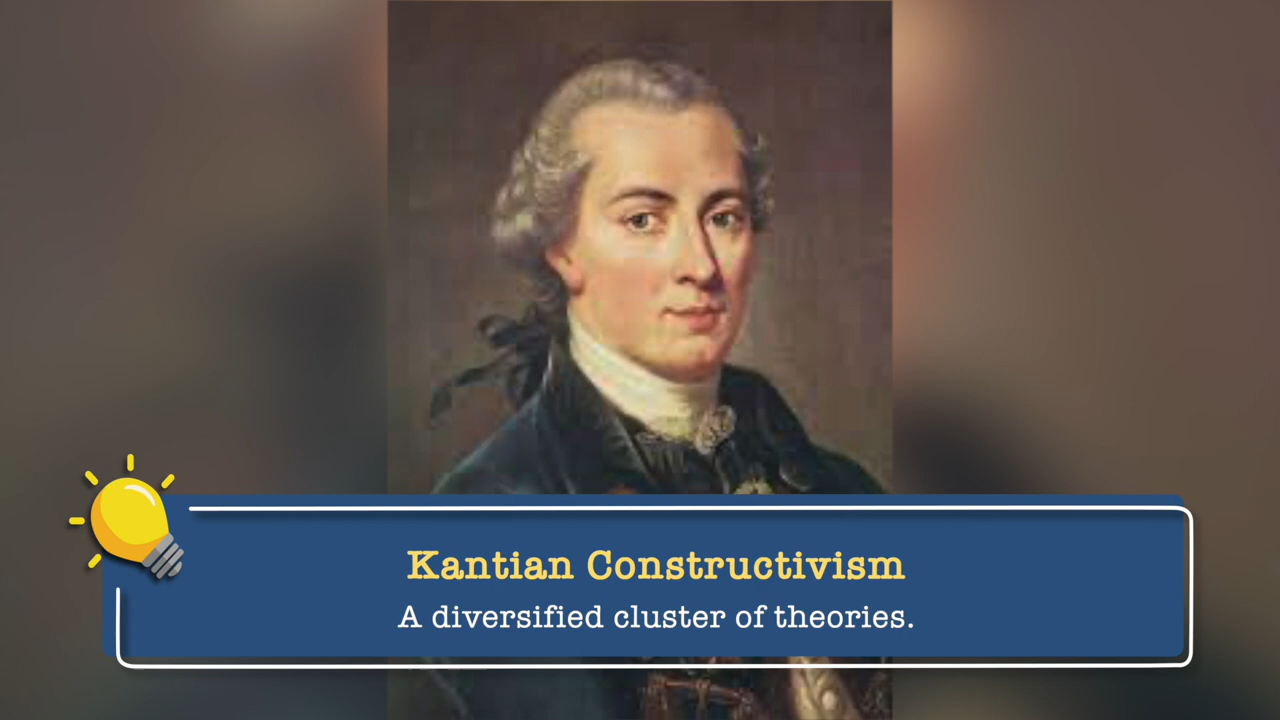 Kantian Constructivism
A diversified cluster of theories.